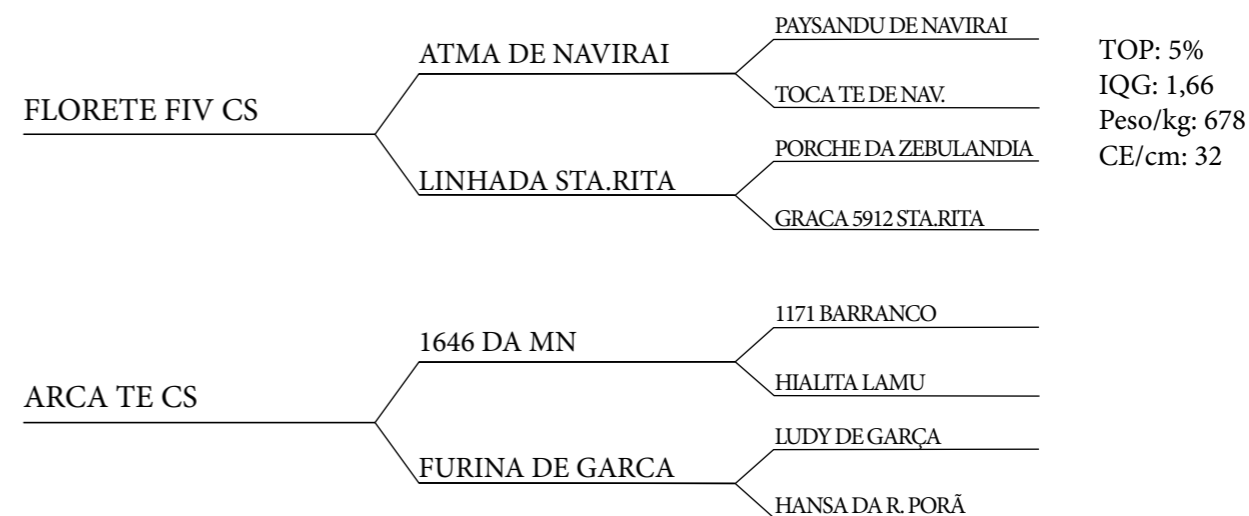 FLORETE FIV CS
ATMA DE NAVIRAI
PAYSANDU DE NAVIRAI
TOCA TE DE NAV.
LINHADA STA.RITA
PORCHE DA ZEBULANDIA
GRACA 5912 STA.RITA
TOP: 5%
IQG: 1,66
Peso/kg: 678
CE/cm: 32
ARCA TE CS
1646 DA MN
1171 BARRANCO
HIALITA LAMU
FURINA DE GARCA
LUDY DE GARÇA
HANSA DA R. PORÃ